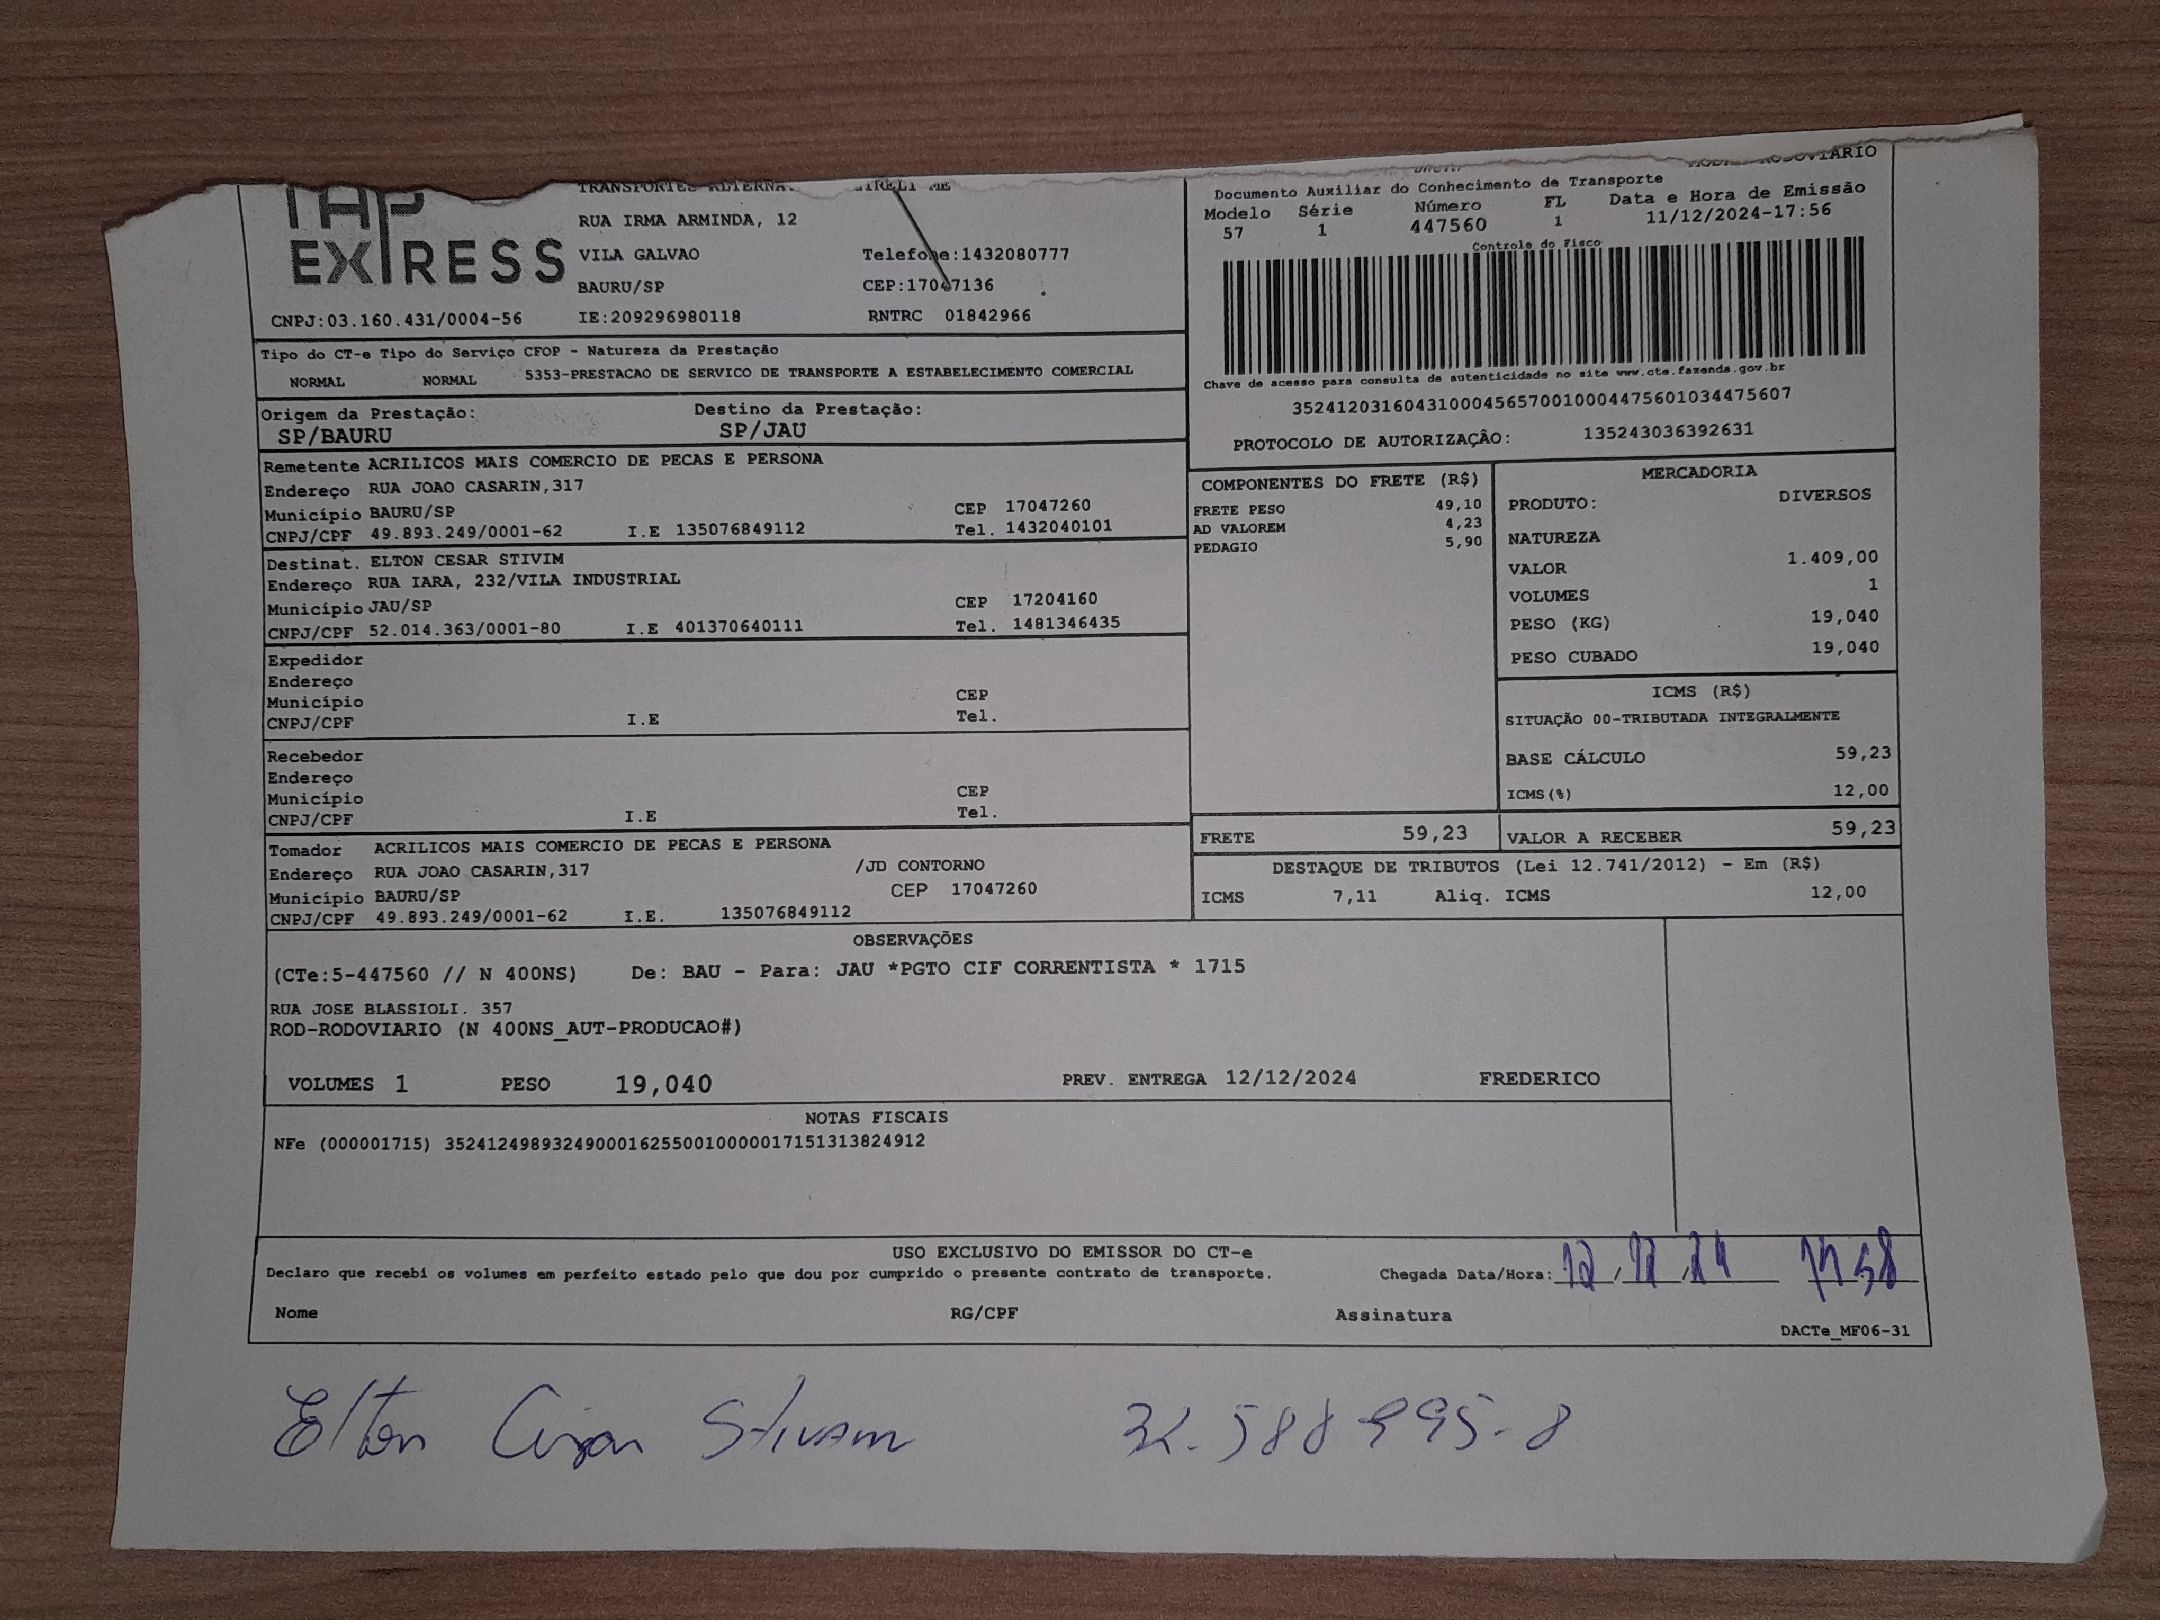 TAP
EXPRESS
TRANSPORTES ALTERNA. EIRELI ME
RUA IRMA ARMINDA, 12
VILA GALVAO Telefone:1432080777
BAURU/SP CEP:17047136
CNPJ:03.160.431/0004-56 IE:209296980118 RNTRC 01842966
RODOVIARIO
Documento Auxiliar do Conhecimento de Transporte
Modelo Série Número FL Data e Hora de Emissão
57 1 447560 1 11/12/2024-17:56
Controle do Fisco
Chave de acesso para consulta de autenticidade no site www.cte.fazenda.gov.br
35241203160431000456570010004475601034475607
PROTOCOLO DE AUTORIZAÇÃO: 135243036392631
Tipo do CT-e Tipo do Serviço CFOP - Natureza da Prestação
NORMAL NORMAL 5353-PRESTACAO DE SERVICO DE TRANSPORTE A ESTABELECIMENTO COMERCIAL
Origem da Prestação: Destino da Prestação:
SP/BAURU SP/JAU
Remetente ACRILICOS MAIS COMERCIO DE PECAS E PERSONA
Endereço RUA JOAO CASARIN,317
Município BAURU/SP CEP 17047260
CNPJ/CPF 49.893.249/0001-62 I.E 135076849112 Tel. 1432040101
Destinat. ELTON CESAR STIVIM
Endereço RUA IARA, 232/VILA INDUSTRIAL
Município JAU/SP CEP 17204160
CNPJ/CPF 52.014.363/0001-80 I.E 401370640111 Tel. 1481346435
Expedidor
Endereço
Município CEP
CNPJ/CPF I.E Tel.
Recebedor
Endereço
Município CEP
CNPJ/CPF I.E Tel.
Tomador ACRILICOS MAIS COMERCIO DE PECAS E PERSONA
Endereço RUA JOAO CASARIN,317 /JD CONTORNO
Município BAURU/SP CEP 17047260
CNPJ/CPF 49.893.249/0001-62 I.E. 135076849112
COMPONENTES DO FRETE (R$)
FRETE PESO 49,10
AD VALOREM 4,23
PEDAGIO 5,90
MERCADORIA
PRODUTO: DIVERSOS
NATUREZA
VALOR 1.409,00
VOLUMES 1
PESO (KG) 19,040
PESO CUBADO 19,040
ICMS (R$)
SITUAÇÃO 00-TRIBUTADA INTEGRALMENTE
BASE CÁLCULO 59,23
ICMS(%) 12,00
FRETE 59,23 VALOR A RECEBER 59,23
DESTAQUE DE TRIBUTOS (Lei 12.741/2012) - Em (R$)
ICMS 7,11 Aliq. ICMS 12,00
OBSERVAÇÕES
(CTe:5-447560 // N 400NS) De: BAU - Para: JAU *PGTO CIF CORRENTISTA * 1715
RUA JOSE BLASSIOLI. 357
ROD-RODOVIARIO (N 400NS_AUT-PRODUCAO#)
VOLUMES 1 PESO 19,040 PREV. ENTREGA 12/12/2024 FREDERICO
NOTAS FISCAIS
NFe (000001715) 35241249893249000162550010000017151313824912
USO EXCLUSIVO DO EMISSOR DO CT-e
Declaro que recebi os volumes em perfeito estado pelo que dou por cumprido o presente contrato de transporte. Chegada Data/Hora: 12/12/24
Nome RG/CPF Assinatura
DACTe_MF06-31
Elton Stivam